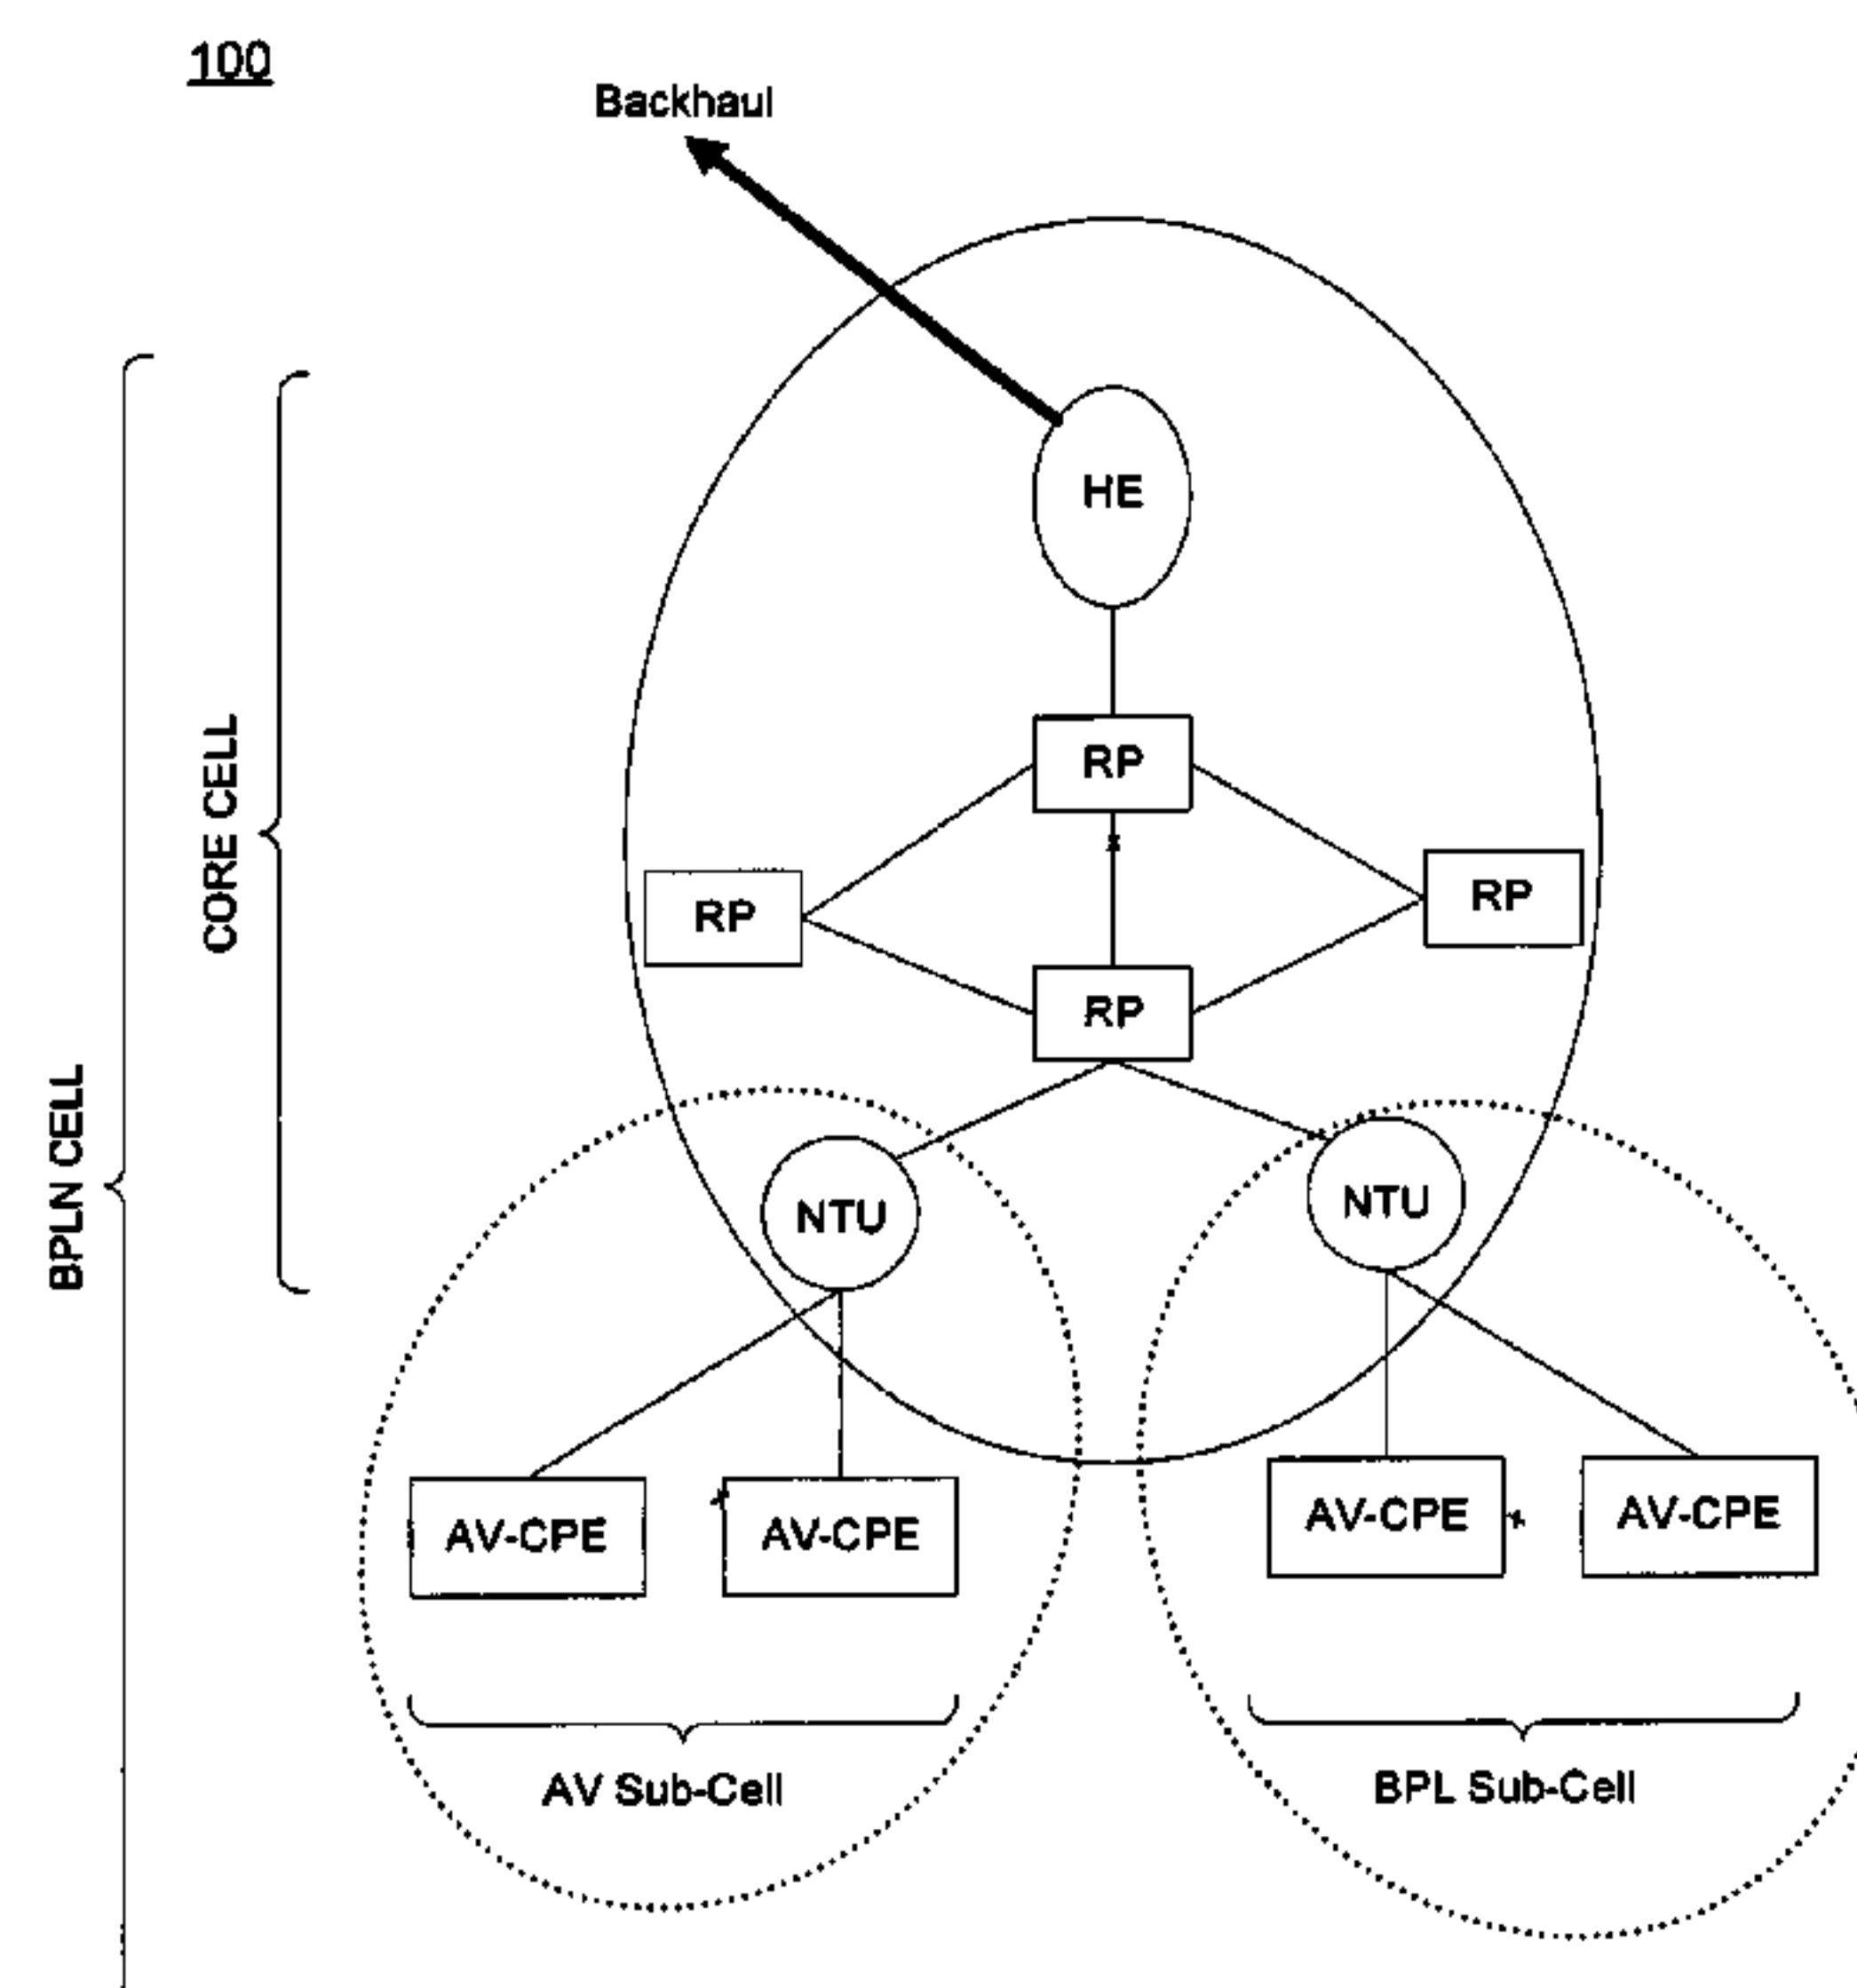 100
Backhaul
HE
RP
RP
RP
RP
CORE CELL
BPLN CELL
NTU
NTU
AV-CPE
AV-CPE
AV-CPE
AV-CPE
AV Sub-Cell
BPL Sub-Cell